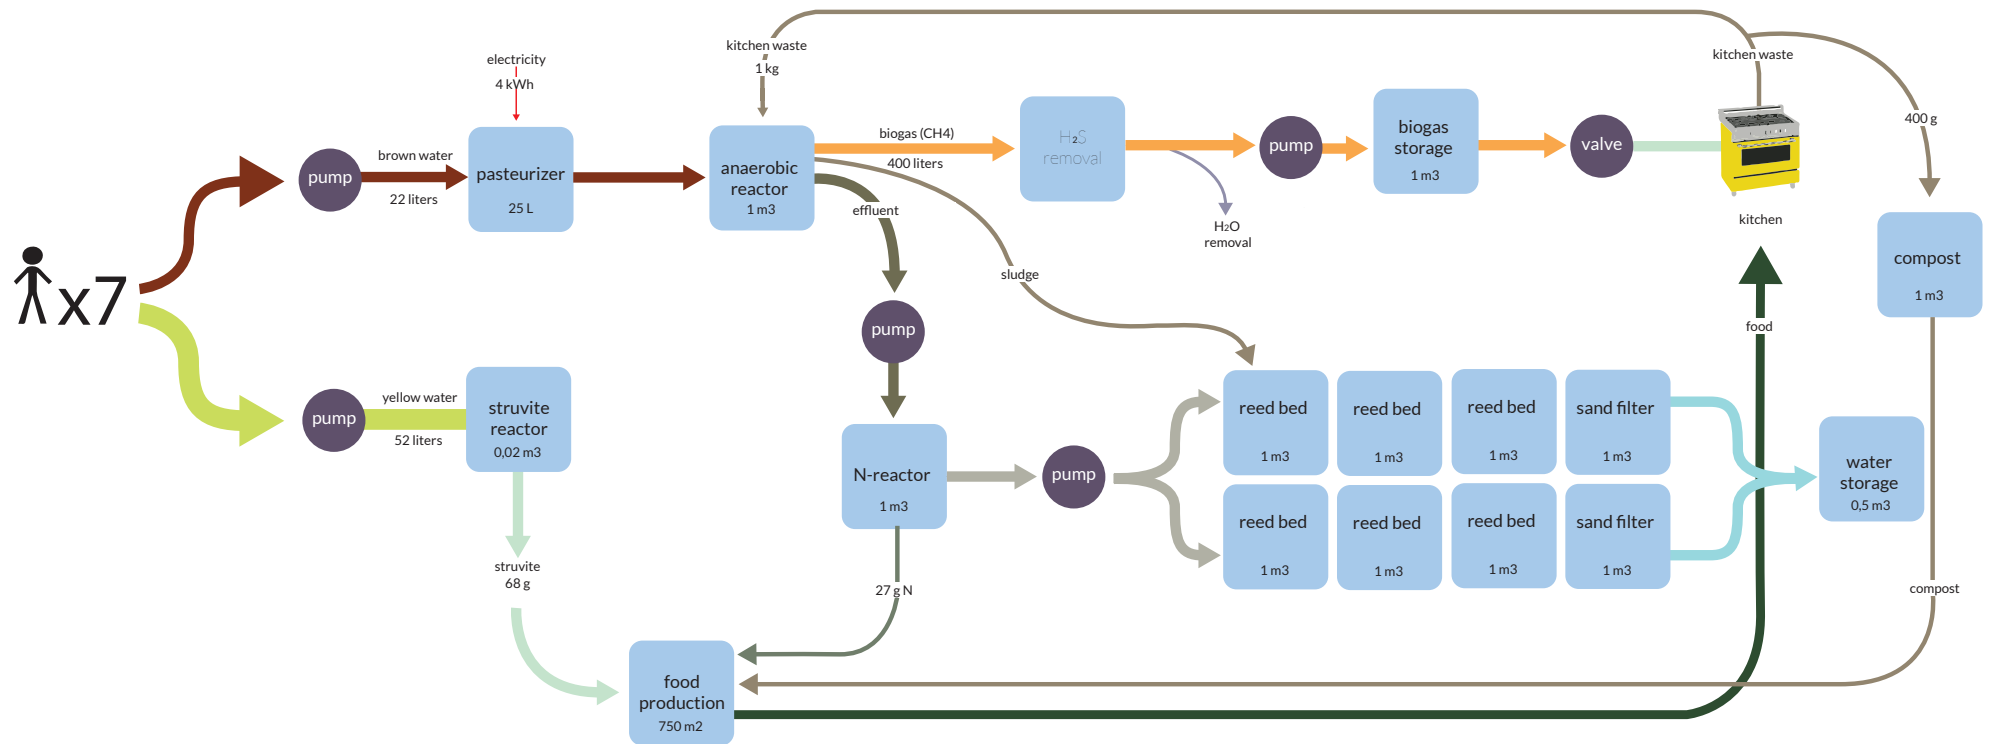 kitchen waste
1 kg
kitchen waste
electricity
4 kWh
400 g
brown water
22 liters
pump
pasteurizer
25 L
anaerobic
reactor
1 m3
biogas (CH4)
400 liters
H₂S
removal
pump
biogas
storage
1 m3
valve
kitchen
effluent
H2O
removal
sludge
compost
1 m3
x7
pump
food
yellow water
52 liters
pump
struvite
reactor
0,02 m3
N-reactor
1 m3
pump
reed bed
1 m3
reed bed
1 m3
reed bed
1 m3
sand filter
1 m3
reed bed
1 m3
reed bed
1 m3
reed bed
1 m3
sand filter
1 m3
water
storage
0,5 m3
struvite
68 g
27 g N
compost
food
production
750 m2